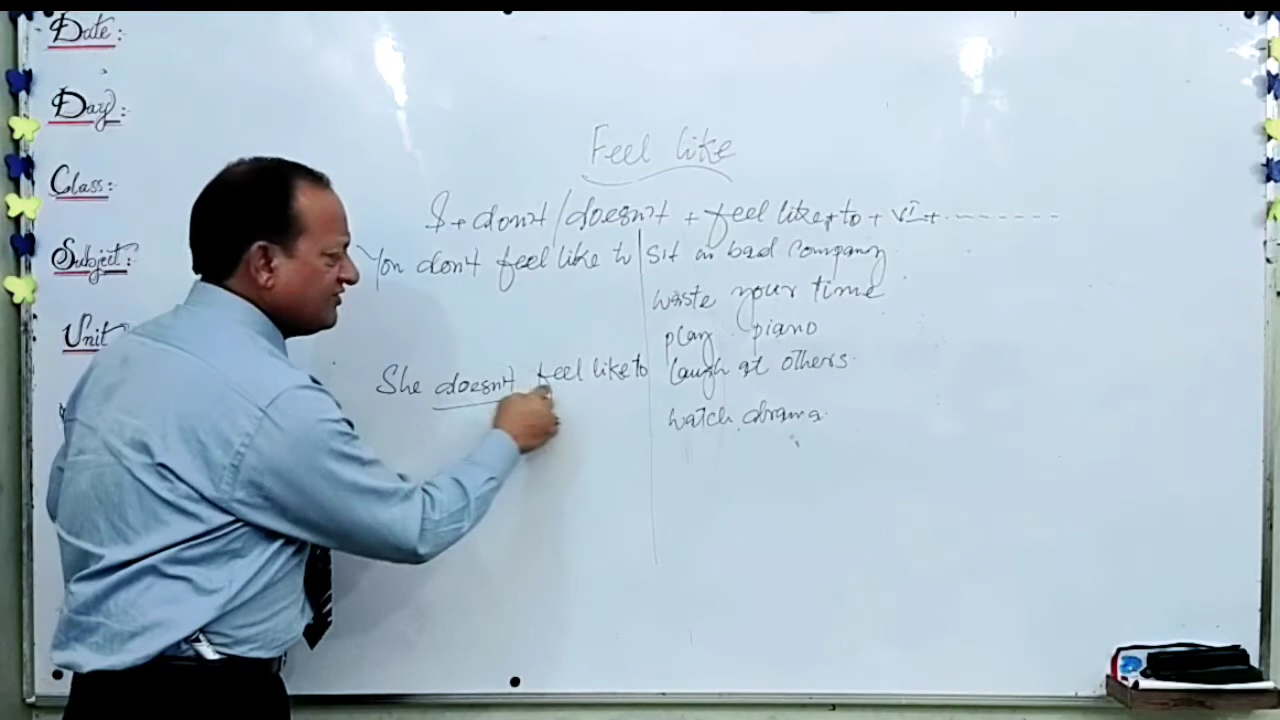 Date:
Day:
Class:
Subject:
Unit
Feel like
S + don't / doesn't + feel like + to + VI + - - - - - - -
You don't feel like to sit in bad company.
waste your time
play piano
She doesn't feel like to laugh at others.
watch drama.